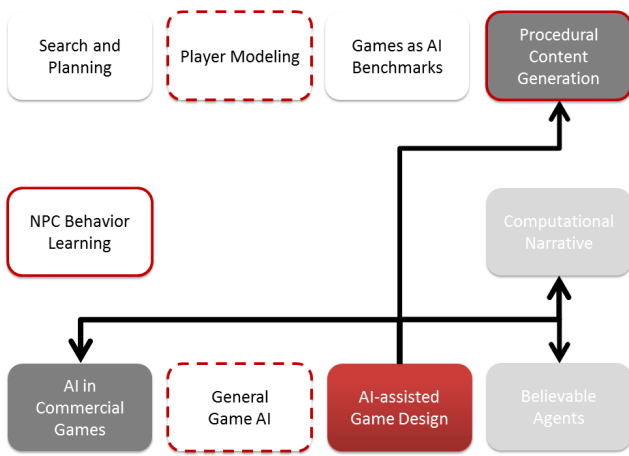 Search and
Planning
Player Modeling
Games as AI
Benchmarks
Procedural
Content
Generation
NPC Behavior
Learning
Computational
Narrative
AI in
Commercial
Games
General
Game AI
AI-assisted
Game Design
Believable
Agents